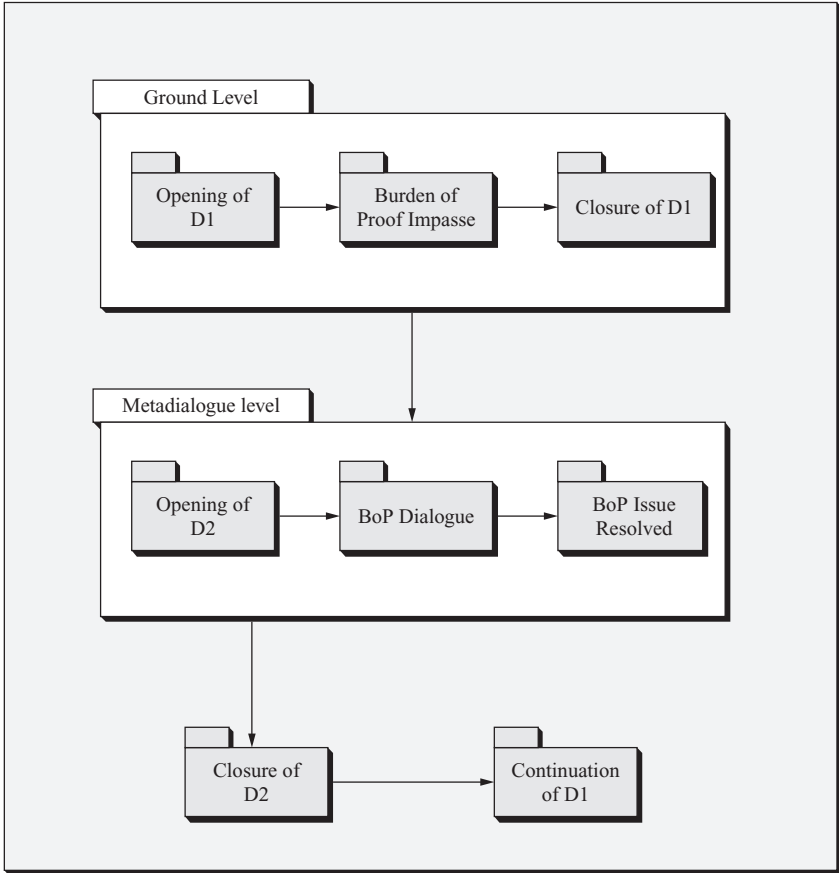 Ground Level
Opening of
D1
Burden of
Proof Impasse
Closure of D1
Metadialogue level
Opening of
D2
BoP Dialogue
BoP Issue
Resolved
Closure of
D2
Continuation
of D1